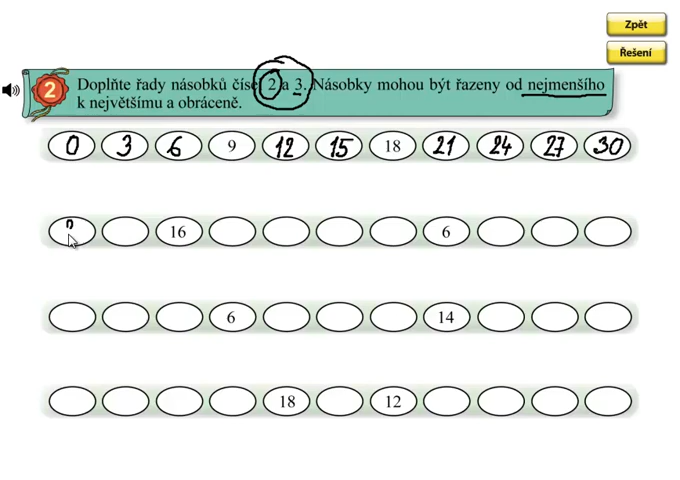 Zpět
Řešení
2 Doplňte řady násobků čísel 2 a 3. Násobky mohou být řazeny od nejmenšího
k největšímu a obráceně.
0 3 6 9 12 15 18 21 24 27 30
16 6
6 14
18 12